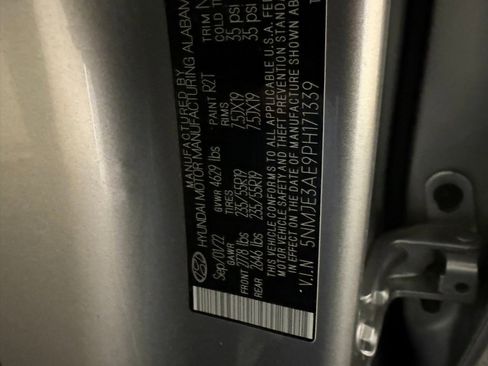 MANUFACTURED BY
HYUNDAI MOTOR MANUFACTURING ALABAMA
Sep/01/22 GVWR 4629 lbs PAINT R2T TRIM N
GAWR TIRES RIMS COLD T
FRONT 2778 lbs 235/55R19 7.5JX19 35 psi
REAR 2646 lbs 235/55R19 7.5JX19 35 psi
THIS VEHICLE CONFORMS TO ALL APPLICABLE U.S.A. FE
MOTOR VEHICLE SAFETY AND THEFT PREVENTION STANDARD
IN EFFECT ON THE DATE OF MANUFACTURE SHOWN AB
V.I.N 5NMJE3AE9PH171339